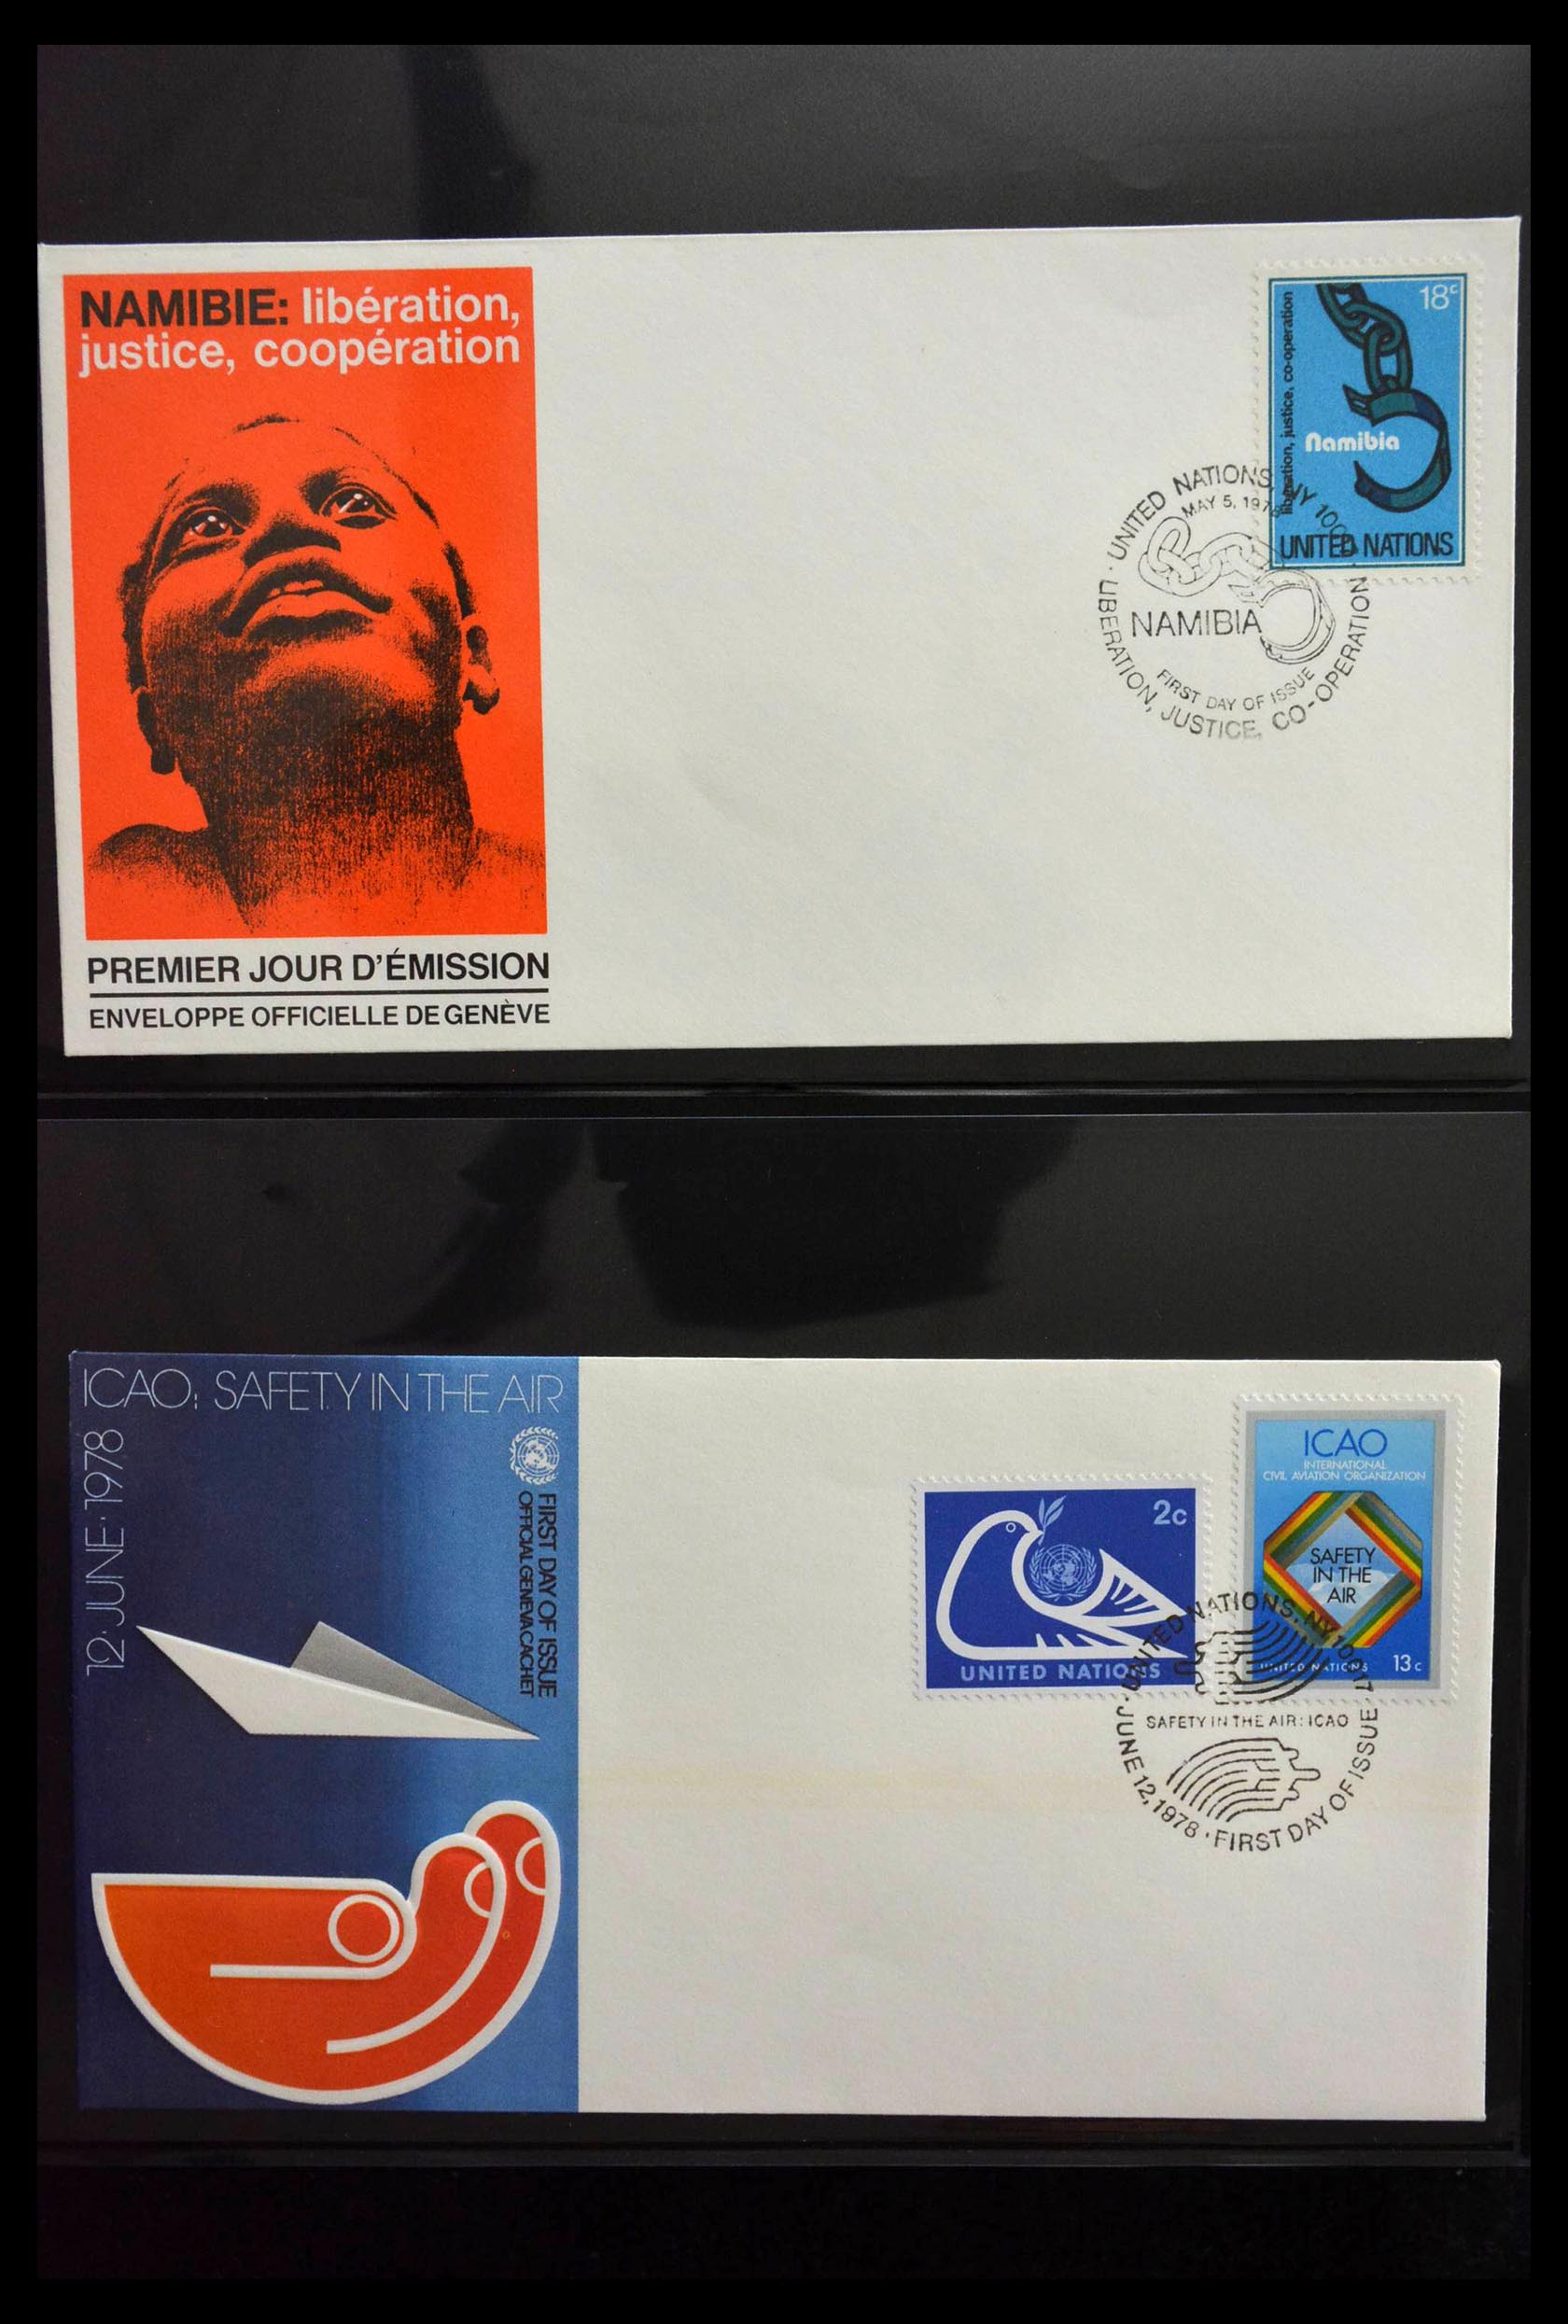 NAMIBIE: libération,
justice, coopération
PREMIER JOUR D'ÉMISSION
ENVELOPPE OFFICIELLE DE GENÈVE
18c
liberation, justice, co-operation
Namibia
UNITED NATIONS
· UNITED NATIONS, NY
MAY 5,
NAMIBIA
FIRST DAY OF ISSUE
LIBERATION, JUSTICE, CO-OPERATION
ICAO: SAFETY IN THE AIR
12·JUNE·1978
FIRST DAY OF ISSUE
OFFICIAL GENEVA CACHET
2c
UNITED NATIONS
ICAO
INTERNATIONAL
CIVIL AVIATION ORGANIZATION
SAFETY
IN THE
AIR
UNITED NATIONS
13c
· UNITED NATIONS, NY 10017
SAFETY IN THE AIR: ICAO
JUNE 12, 1978 · FIRST DAY OF ISSUE